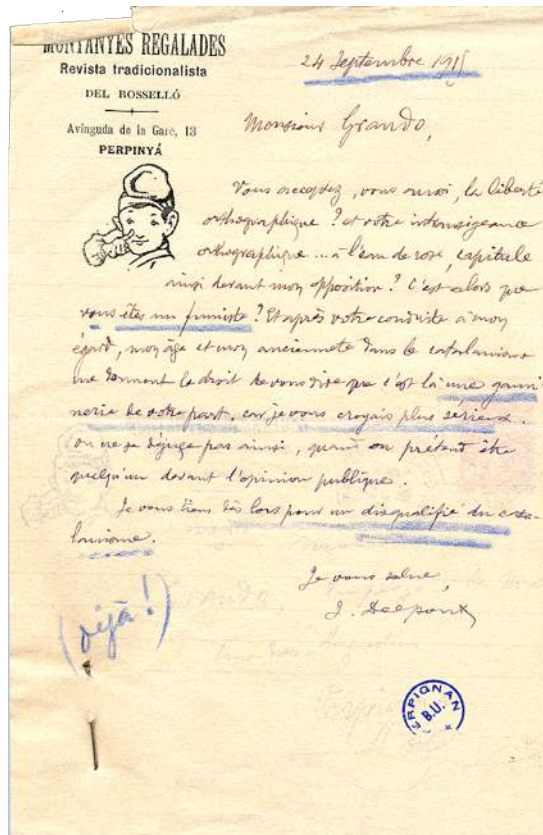 MUNTANYES REGALADES
Revista tradicionalista
DEL ROSSELLÓ
Avinguda de la Gare, 13
PERPINYÁ
24 Septembre 191
Monsieur Grando,
Vous acceptez, vous aussi, la liberté
orthographique ? et votre intransigeance
orthographique ... à l'eau de rose, capitule
ainsi devant mon opposition ? C'est alors que
vous êtes un fumiste ? Et après votre conduite à mon
égard, mon âge et mon ancienneté dans le catalanisme
me donnent le droit de vous dire que c'est là une gami-
nerie de votre part, car je vous croyais plus sérieux.
on ne se déjuge pas ainsi, quand on prétend être
quelqu'un devant l'opinion publique.
Je vous tiens dès lors pour un disqualifié du cata-
lanisme.
Je vous salue,
J. Delpont
(déjà !)
PERPIGNAN
B.U.